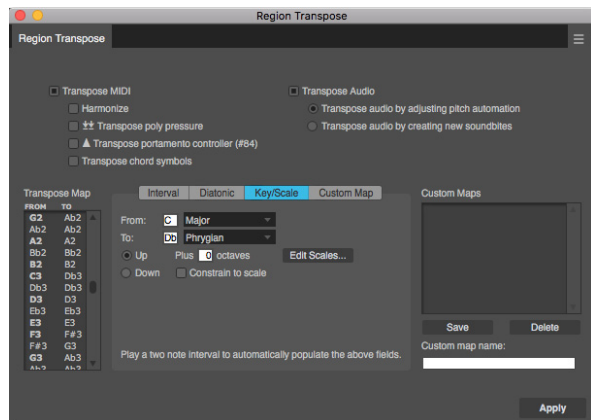 Region Transpose
Region Transpose
Transpose MIDI
Harmonize
Transpose poly pressure
Transpose portamento controller (#84)
Transpose chord symbols
Transpose Audio
Transpose audio by adjusting pitch automation
Transpose audio by creating new soundbites
Transpose Map
FROM TO
G2 Ab2
Ab2 Ab2
A2 A2
Bb2 Bb2
B2 B2
C3 Db3
Db3 Db3
D3 D3
Eb3 Eb3
E3 E3
F3 F#3
F#3 G3
G3 Ab3
Ab3 Ab3
Interval Diatonic Key/Scale Custom Map
From: C Major
To: Db Phrygian
Up Plus 0 octaves Edit Scales...
Down Constrain to scale
Play a two note interval to automatically populate the above fields.
Custom Maps
Save Delete
Custom map name:
Apply